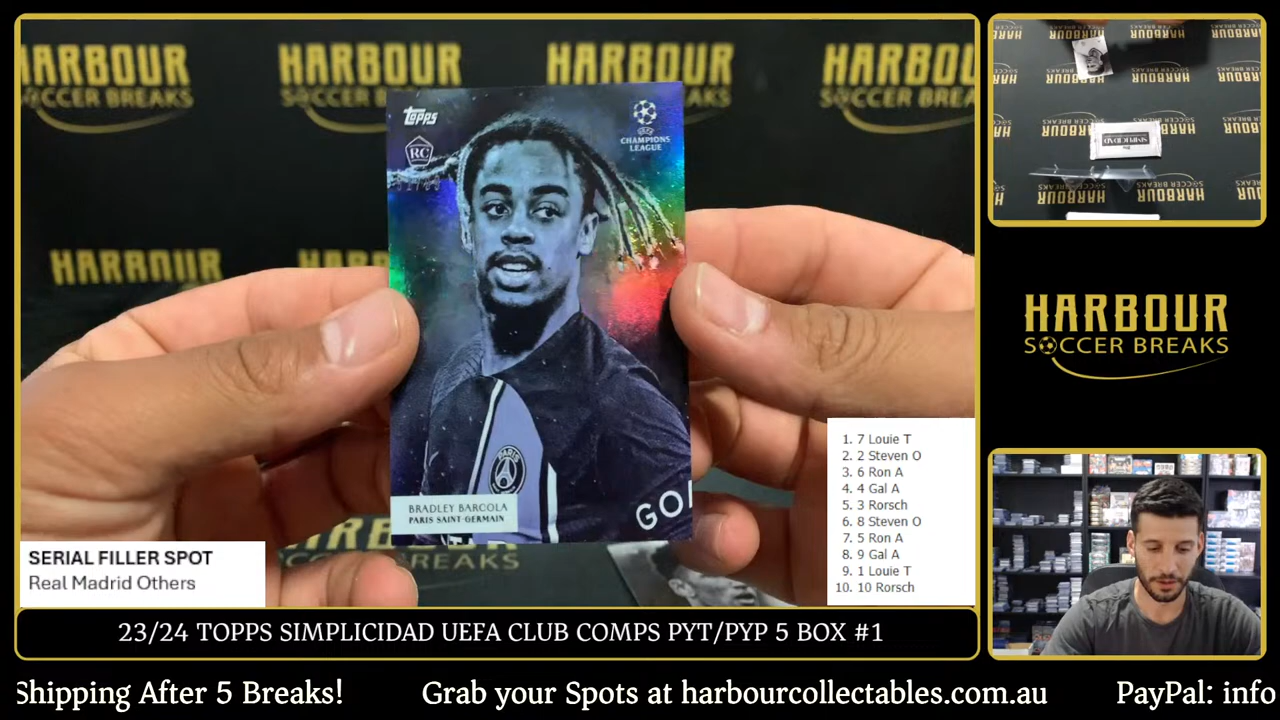 HARBOUR
SOCCER BREAKS
HARBOUR
SOCCER BREAKS
HARBOUR
HARBOUR
SOCCER BREAKS
HARBOUR
Topps
RC
UEFA
CHAMPIONS
LEAGUE
PARIS
BRADLEY BARCOLA
PARIS SAINT-GERMAIN
SERIAL FILLER SPOT
Real Madrid Others
1. 7 Louie T
2. 2 Steven O
3. 6 Ron A
4. 4 Gal A
5. 3 Rorsch
6. 8 Steven O
7. 5 Ron A
8. 9 Gal A
9. 1 Louie T
10. 10 Rorsch
SIMPLICIDAD
HARBOUR
SOCCER BREAKS
23/24 TOPPS SIMPLICIDAD UEFA CLUB COMPS PYT/PYP 5 BOX #1
Shipping After 5 Breaks! Grab your Spots at harbourcollectables.com.au PayPal: info